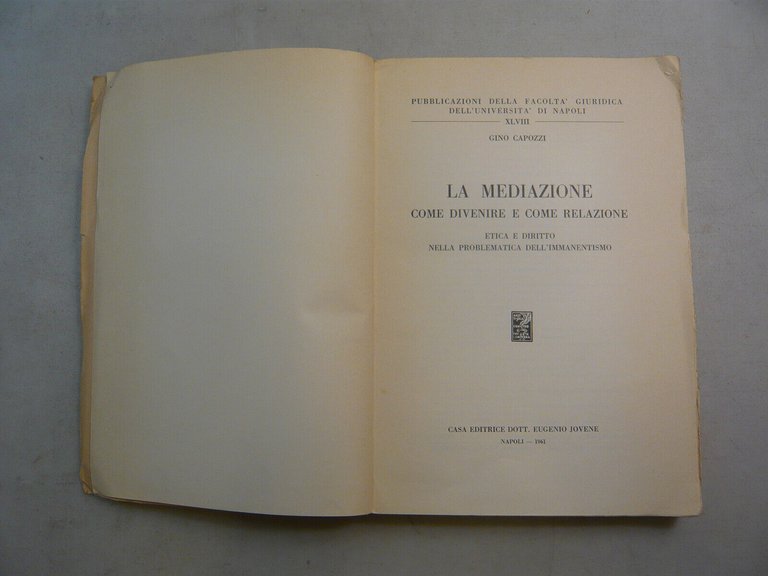 PUBBLICAZIONI DELLA FACOLTA' GIURIDICA
DELL'UNIVERSITA' DI NAPOLI
XLVIII
GINO CAPOZZI
LA MEDIAZIONE
COME DIVENIRE E COME RELAZIONE
ETICA E DIRITTO
NELLA PROBLEMATICA DELL'IMMANENTISMO
CASA EDITRICE DOTT. EUGENIO JOVENE
NAPOLI — 1961